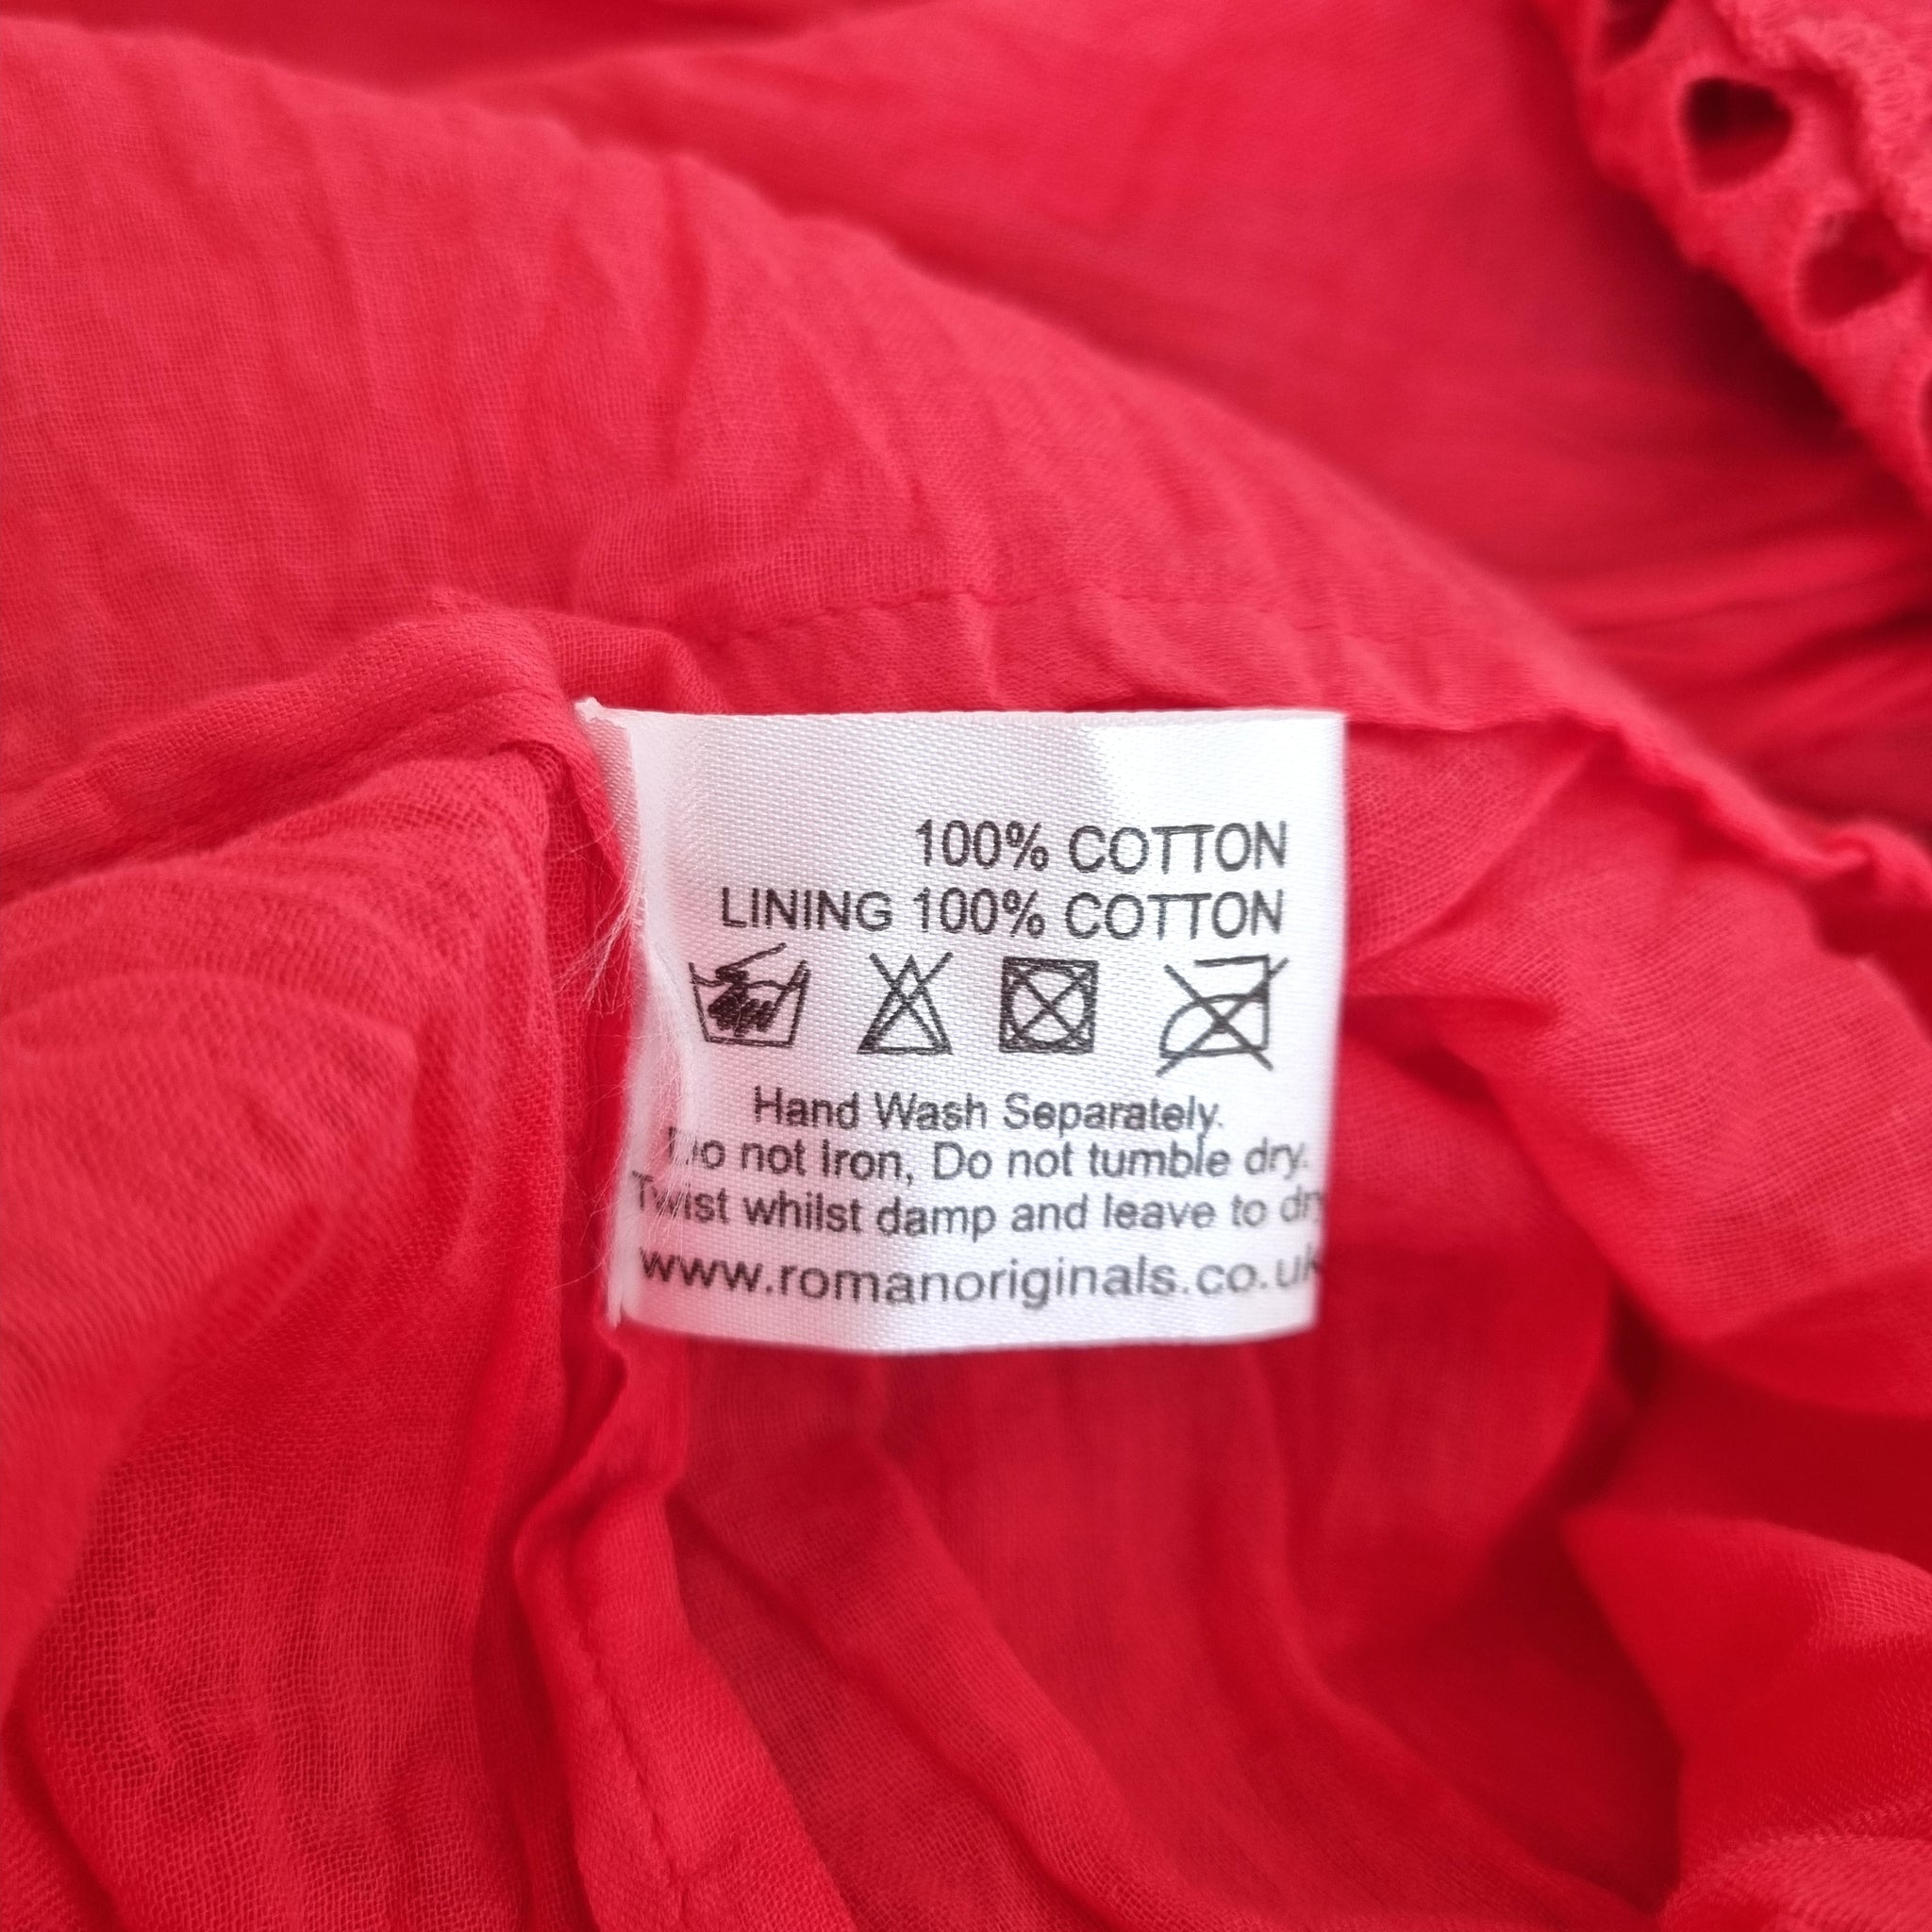 100% COTTON
LINING 100% COTTON
Hand Wash Separately.
Do not Iron, Do not tumble dry.
Twist whilst damp and leave to dry
www.romanoriginals.co.uk